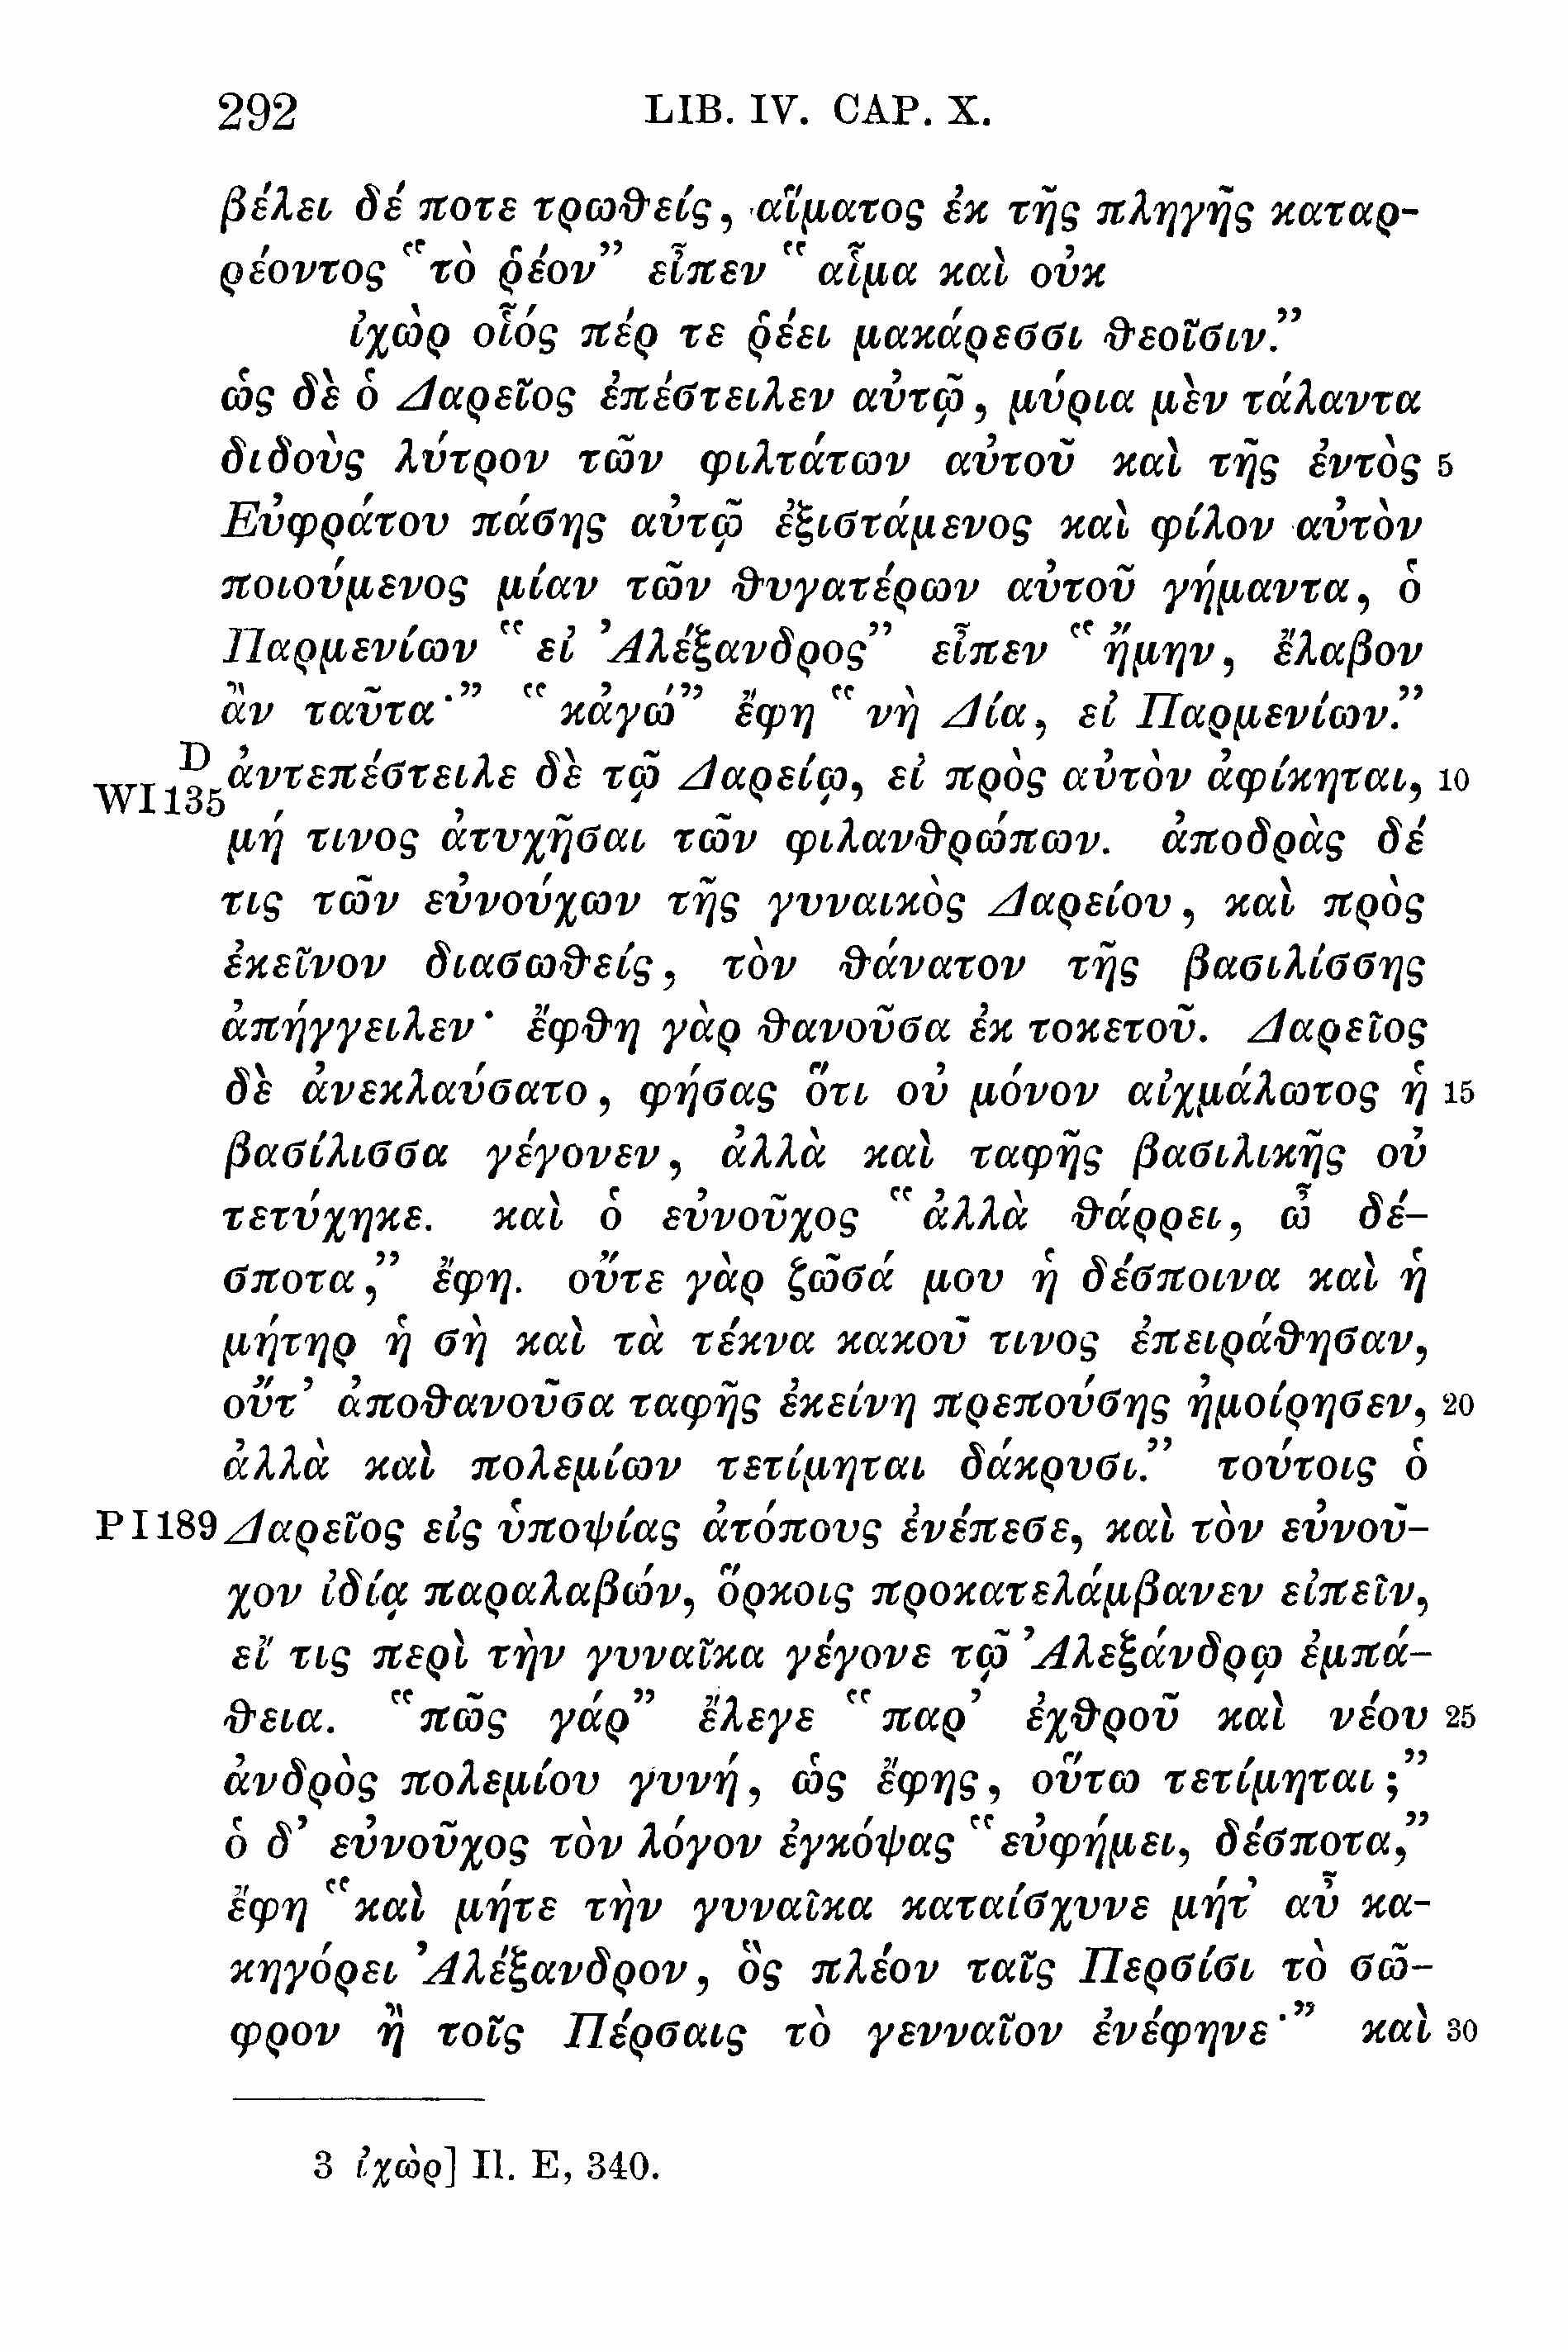 292 LIB. IV. CAP. X.
βέλει δέ ποτε τρωθείς, αἵματος ἐκ τῆς πληγῆς καταρ-
ρέοντος “τὸ ῥέον” εἶπεν “αἷμα καὶ οὐκ
ἰχὼρ οἷός πέρ τε ῥέει μακάρεσσι θεοῖσιν.”
ὡς δὲ ὁ Δαρεῖος ἐπέστειλεν αὐτῷ, μύρια μὲν τάλαντα
διδοὺς λύτρον τῶν φιλτάτων αὐτοῦ καὶ τῆς ἐντὸς 5
Εὐφράτου πάσης αὐτῷ ἐξιστάμενος καὶ φίλον αὐτὸν
ποιούμενος μίαν τῶν θυγατέρων αὐτοῦ γήμαντα, ὁ
Παρμενίων “εἰ Ἀλέξανδρος” εἶπεν “ἤμην, ἔλαβον
ἂν ταῦτα·” “κἀγώ” ἔφη “νὴ Δία, εἰ Παρμενίων.”
D WI135 ἀντεπέστειλε δὲ τῷ Δαρείῳ, εἰ πρὸς αὐτὸν ἀφίκηται, 10
μή τινος ἀτυχῆσαι τῶν φιλανθρώπων. ἀποδρὰς δέ
τις τῶν εὐνούχων τῆς γυναικὸς Δαρείου, καὶ πρὸς
ἐκεῖνον διασωθείς, τὸν θάνατον τῆς βασιλίσσης
ἀπήγγειλεν· ἔφθη γὰρ θανοῦσα ἐκ τοκετοῦ. Δαρεῖος
δὲ ἀνεκλαύσατο, φήσας ὅτι οὐ μόνον αἰχμάλωτος ἡ 15
βασίλισσα γέγονεν, ἀλλὰ καὶ ταφῆς βασιλικῆς οὐ
τετύχηκε. καὶ ὁ εὐνοῦχος “ἀλλὰ θάρρει, ὦ δέ-
σποτα,” ἔφη. οὔτε γὰρ ζῶσά μου ἡ δέσποινα καὶ ἡ
μήτηρ ἡ σὴ καὶ τὰ τέκνα κακοῦ τινος ἐπειράθησαν,
οὔτ’ ἀποθανοῦσα ταφῆς ἐκείνη πρεπούσης ἠμοίρησεν, 20
ἀλλὰ καὶ πολεμίων τετίμηται δάκρυσι.” τούτοις ὁ
PI189 Δαρεῖος εἰς ὑποψίας ἀτόπους ἐνέπεσε, καὶ τὸν εὐνοῦ-
χον ἰδίᾳ παραλαβών, ὅρκοις προκατελάμβανεν εἰπεῖν,
εἴ τις περὶ τὴν γυναῖκα γέγονε τῷ Ἀλεξάνδρῳ ἐμπά-
θεια. “πῶς γάρ” ἔλεγε “παρ’ ἐχθροῦ καὶ νέου 25
ἀνδρὸς πολεμίου γυνή, ὡς ἔφης, οὕτω τετίμηται;”
ὁ δ’ εὐνοῦχος τὸν λόγον ἐγκόψας “εὐφήμει, δέσποτα,”
ἔφη “καὶ μήτε τὴν γυναῖκα καταίσχυνε μήτ’ αὖ κα-
κηγόρει Ἀλέξανδρον, ὃς πλέον ταῖς Περσίσι τὸ σῶ-
φρον ἢ τοῖς Πέρσαις τὸ γενναῖον ἐνέφηνε·” καὶ 30
3 ἰχὼρ] Il. E, 340.